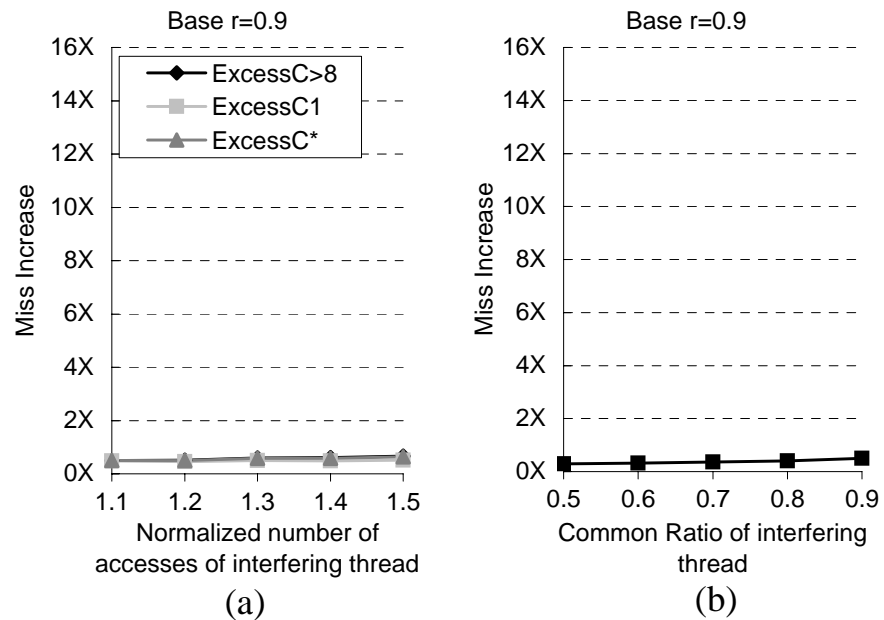 Base r=0.9
16X
14X
12X
10X
8X
6X
4X
2X
0X
Miss Increase
ExcessC>8
ExcessC1
ExcessC*
1.1 1.2 1.3 1.4 1.5
Normalized number of
accesses of interfering thread
(a)
Base r=0.9
16X
14X
12X
10X
8X
6X
4X
2X
0X
Miss Increase
0.5 0.6 0.7 0.8 0.9
Common Ratio of interfering
thread
(b)